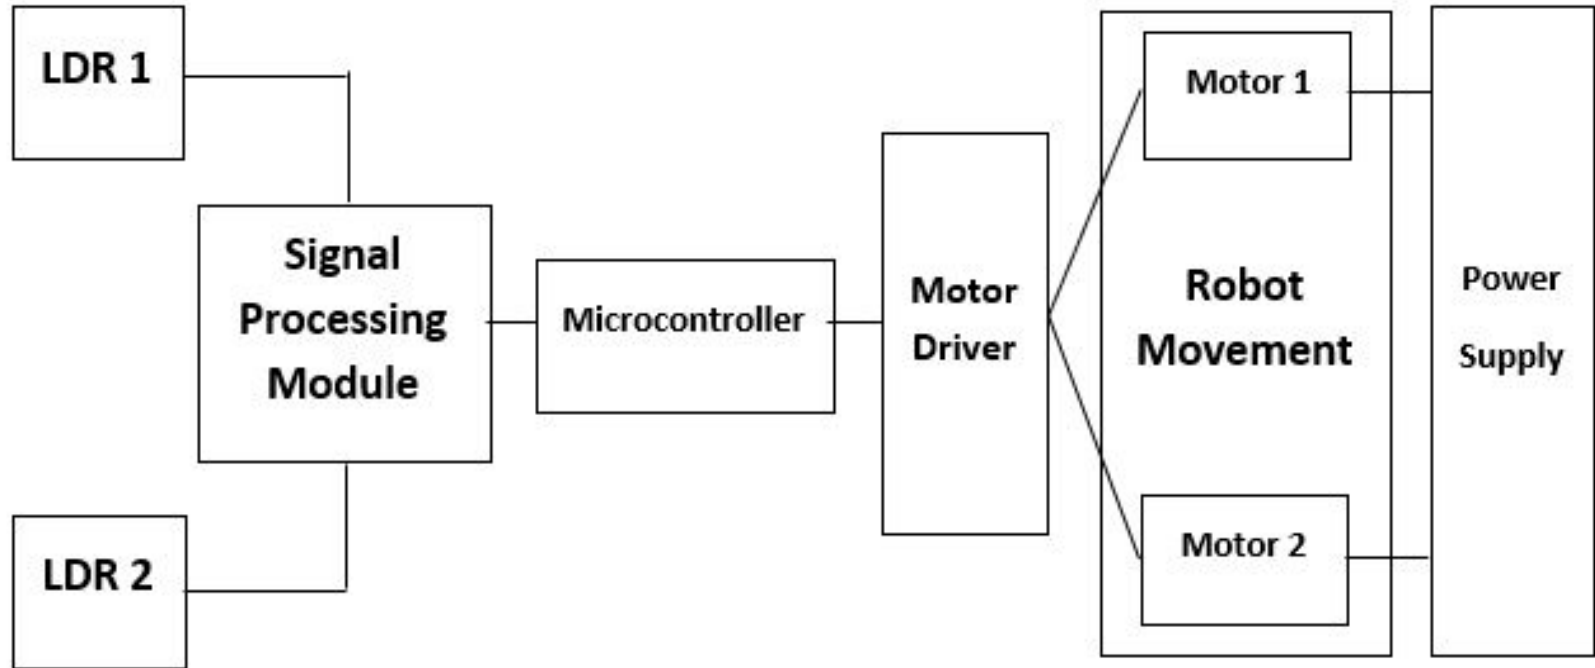 LDR 1
Signal
Processing
Module
LDR 2
Microcontroller
Motor
Driver
Motor 1
Robot
Movement
Motor 2
Power
Supply